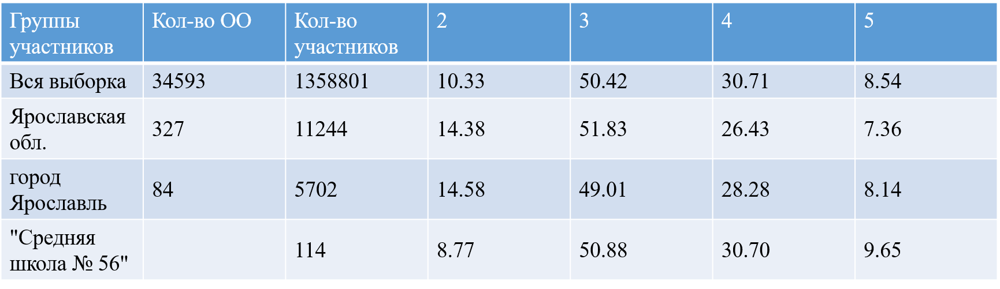 Группы участников Кол-во ОО Кол-во участников 2 3 4 5
Вся выборка 34593 1358801 10.33 50.42 30.71 8.54
Ярославская обл. 327 11244 14.38 51.83 26.43 7.36
город Ярославль 84 5702 14.58 49.01 28.28 8.14
"Средняя школа № 56" 114 8.77 50.88 30.70 9.65